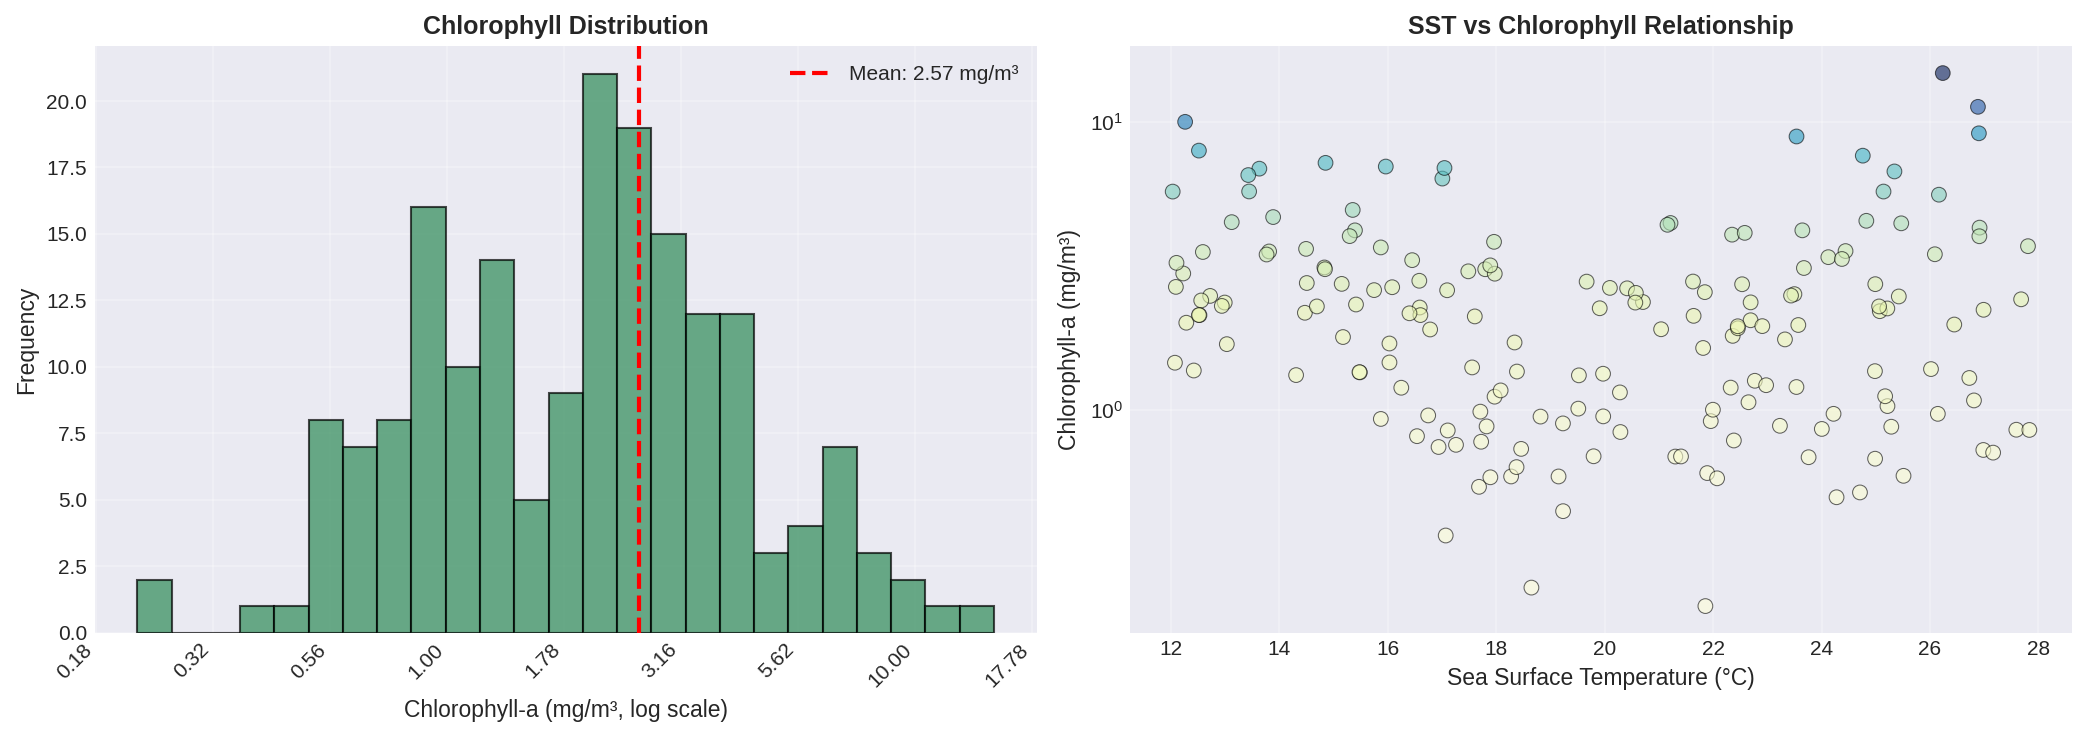 Chlorophyll Distribution
Mean: 2.57 mg/m³
Frequency
20.0
17.5
15.0
12.5
10.0
7.5
5.0
2.5
0.0
0.18 0.32 0.56 1.00 1.78 3.16 5.62 10.00 17.78
Chlorophyll-a (mg/m³, log scale)
SST vs Chlorophyll Relationship
Chlorophyll-a (mg/m³)
10¹
10⁰
12 14 16 18 20 22 24 26 28
Sea Surface Temperature (°C)